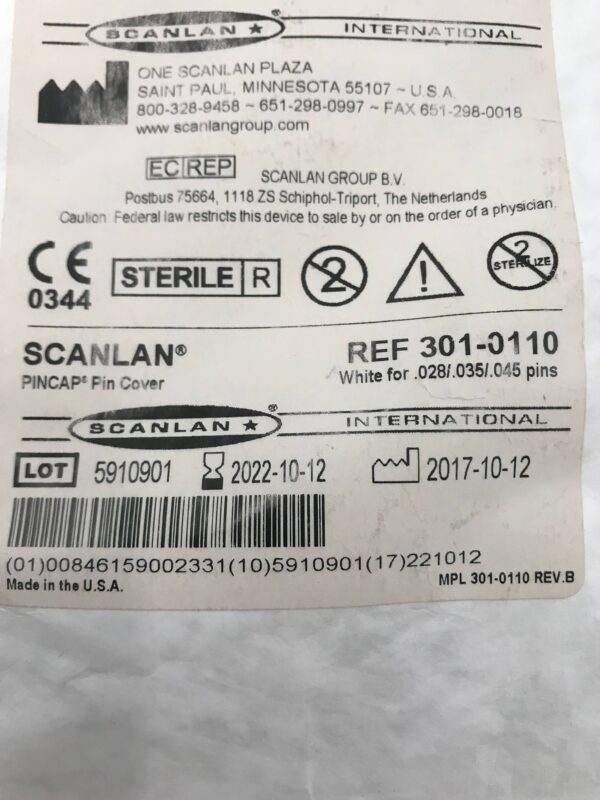 SCANLAN ★ ® INTERNATIONAL
ONE SCANLAN PLAZA
SAINT PAUL, MINNESOTA 55107 ~ U.S.A.
800-328-9458 ~ 651-298-0997 ~ FAX 651-298-0018
www.scanlangroup.com
EC REP SCANLAN GROUP B.V.
Postbus 75664, 1118 ZS Schiphol-Triport, The Netherlands
Caution: Federal law restricts this device to sale by or on the order of a physician.
CE STERILE R 2 ! 2 STERILIZE
0344
SCANLAN® REF 301-0110
PINCAP® Pin Cover White for .028/.035/.045 pins
SCANLAN ★ ® INTERNATIONAL
LOT 5910901 2022-10-12 2017-10-12
(01)00846159002331(10)5910901(17)221012
Made in the U.S.A. MPL 301-0110 REV.B